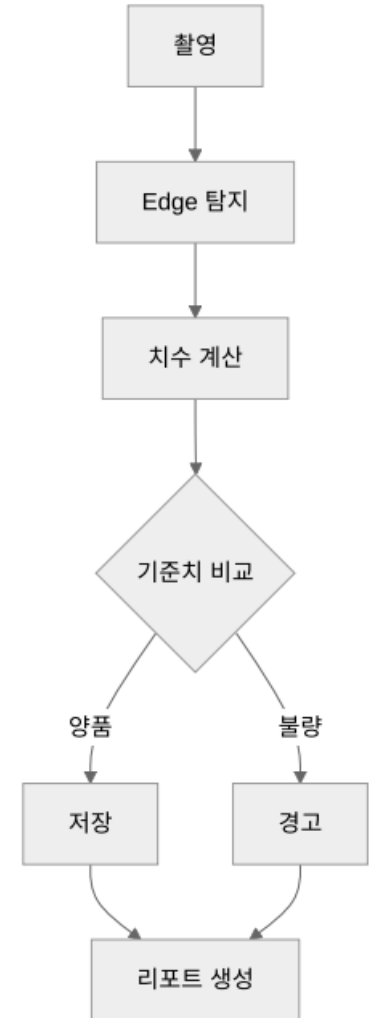 촬영
Edge 탐지
치수 계산
기준치 비교
양품
불량
저장
경고
리포트 생성